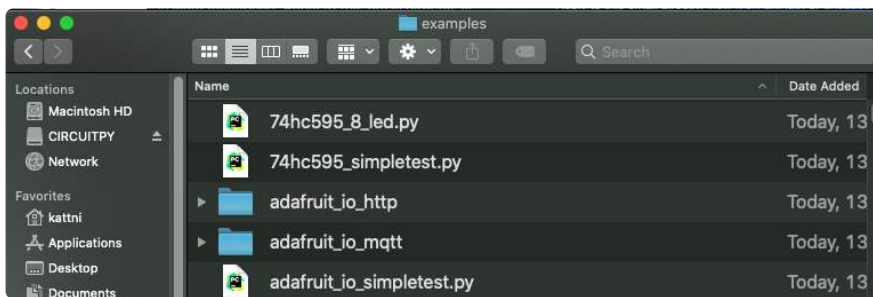 examples
Search
Locations
Macintosh HD
CIRCUITPY
Network
Favorites
kattni
Applications
Desktop
Documents
Name
Date Added
74hc595_8_led.py
Today, 13
74hc595_simpletest.py
Today, 13
adafruit_io_http
Today, 13
adafruit_io_mqtt
Today, 13
adafruit_io_simpletest.py
Today, 13